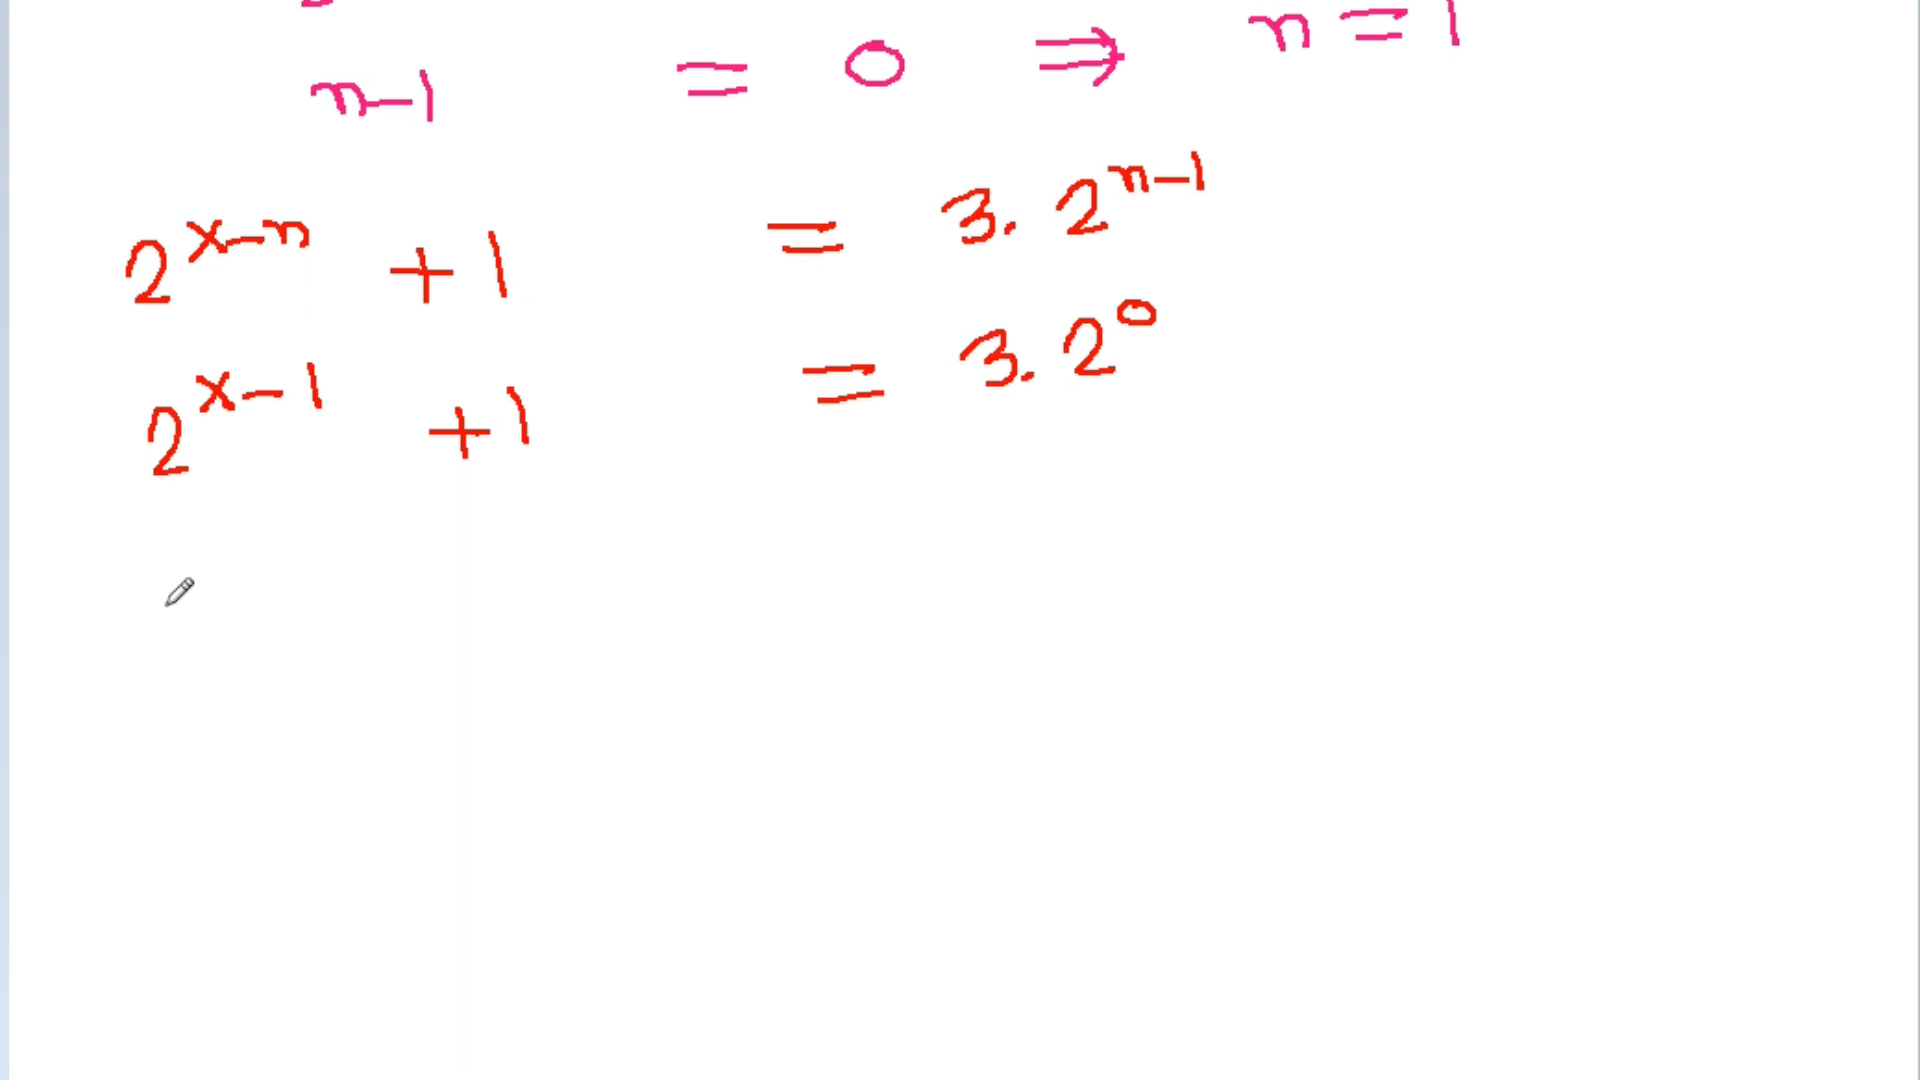 n-1 = 0 ⇒ n = 1
2^{x-n} + 1 = 3. 2^{n-1}
2^{x-1} + 1 = 3. 2^0